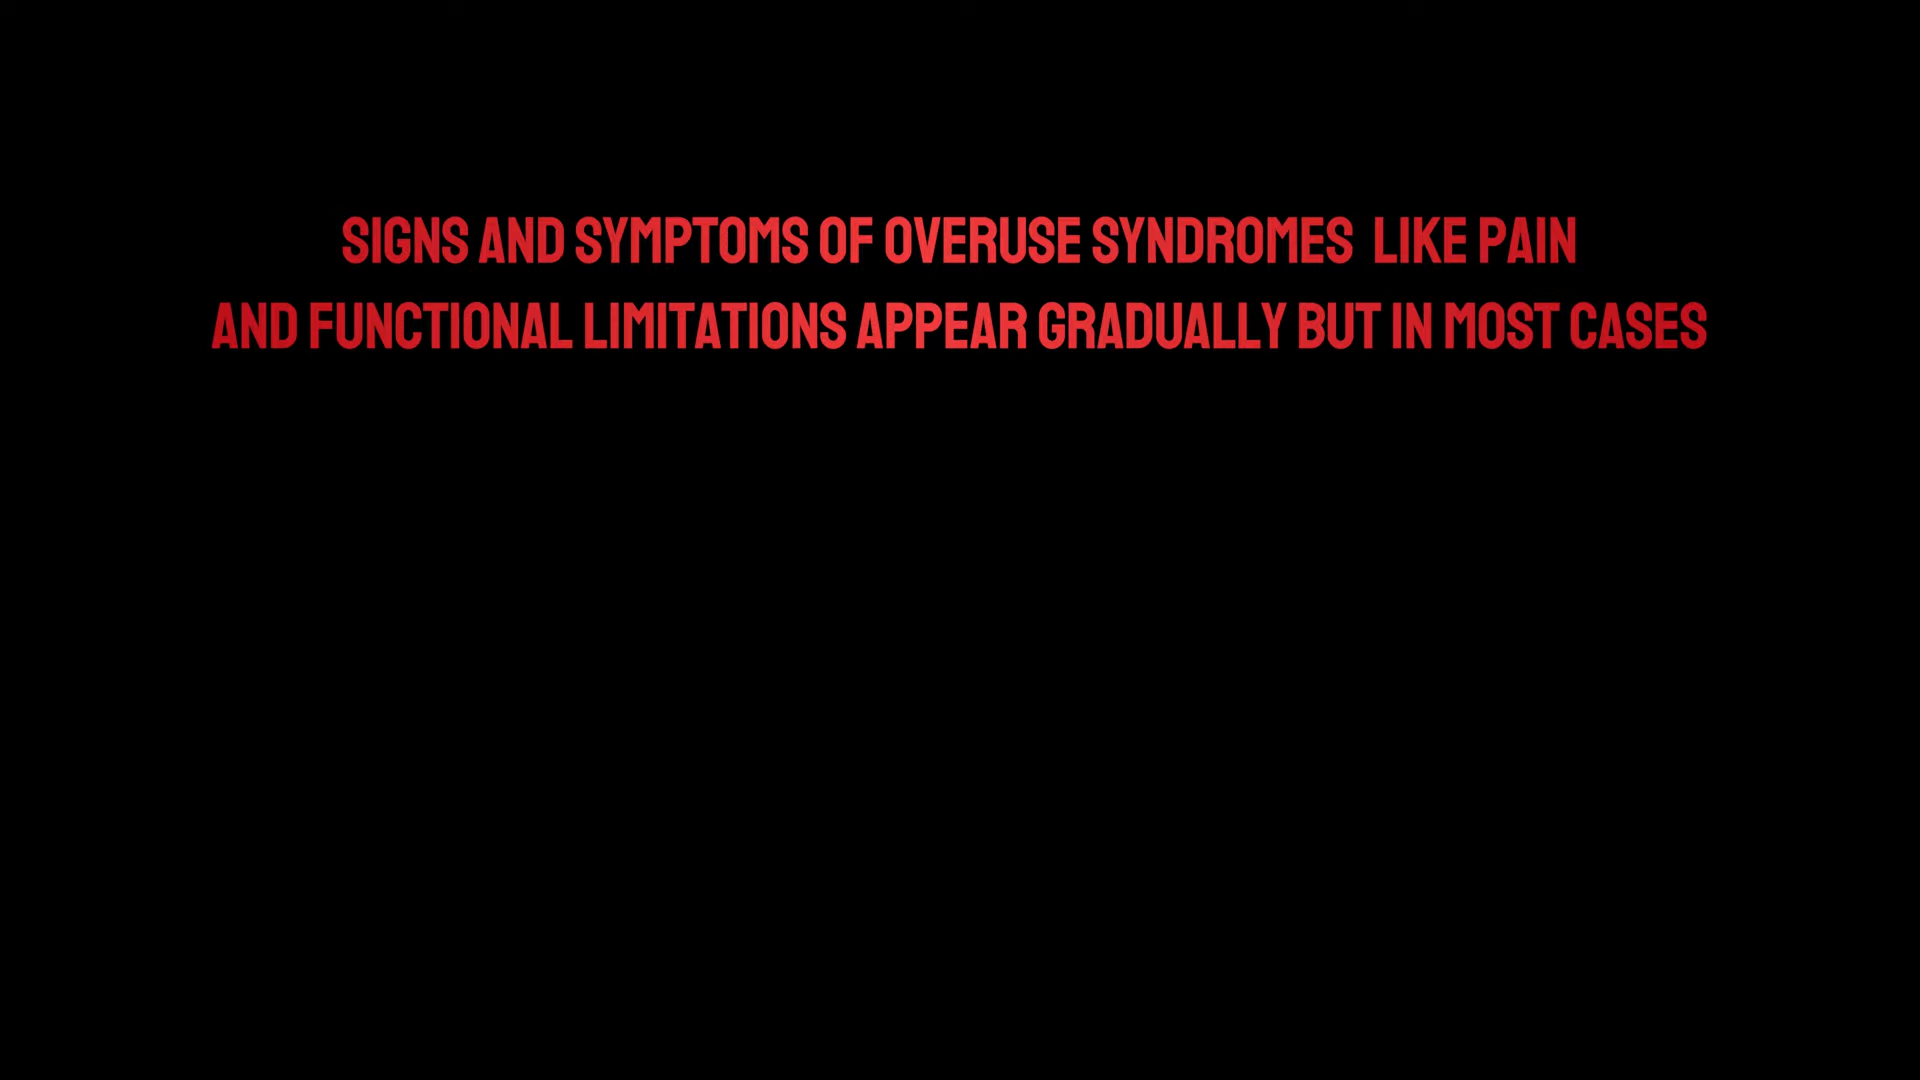 SIGNS AND SYMPTOMS OF OVERUSE SYNDROMES  LIKE PAIN
AND FUNCTIONAL LIMITATIONS APPEAR GRADUALLY BUT IN MOST CASES